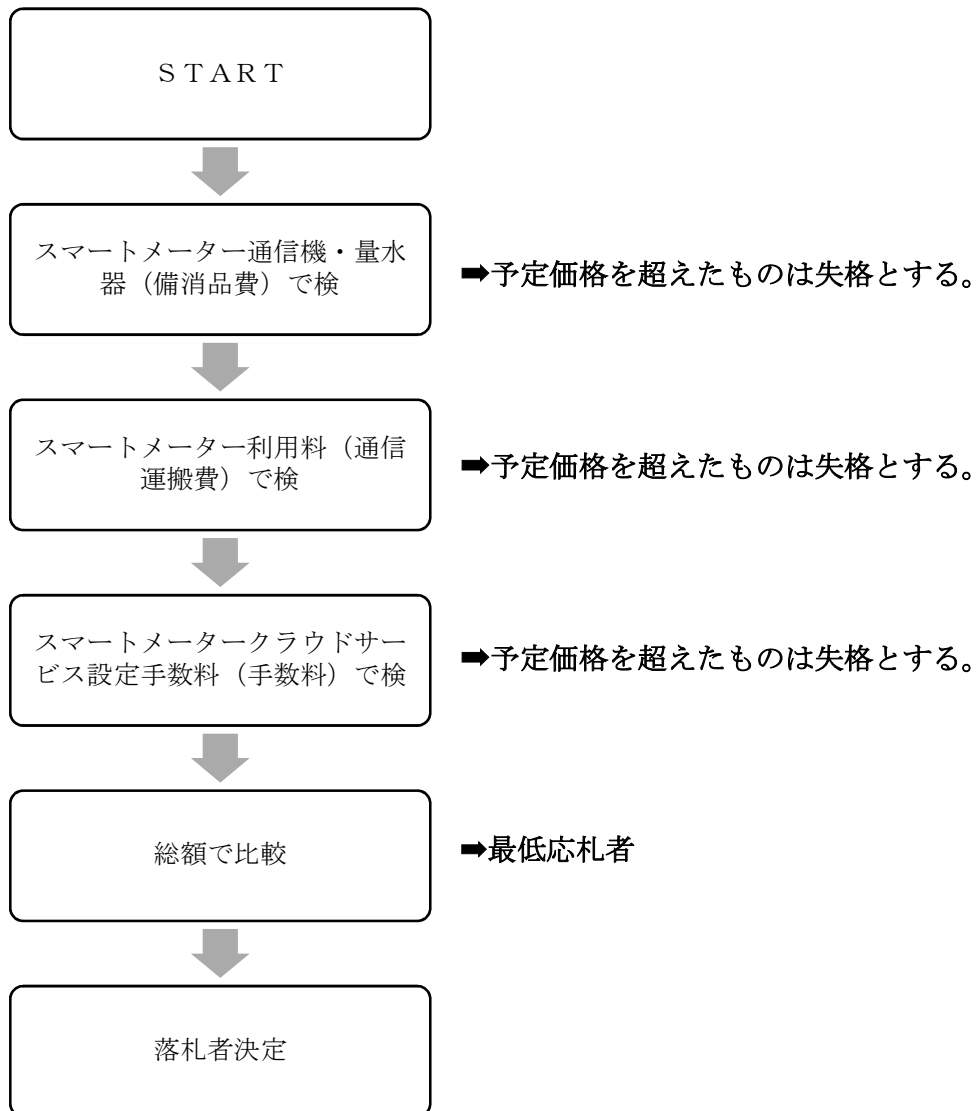 ＳＴＡＲＴ
スマートメーター通信機・量水
器（備消品費）で検
➡予定価格を超えたものは失格とする。
スマートメーター利用料（通信
運搬費）で検
➡予定価格を超えたものは失格とする。
スマートメータークラウドサー
ビス設定手数料（手数料）で検
➡予定価格を超えたものは失格とする。
総額で比較
➡最低応札者
落札者決定